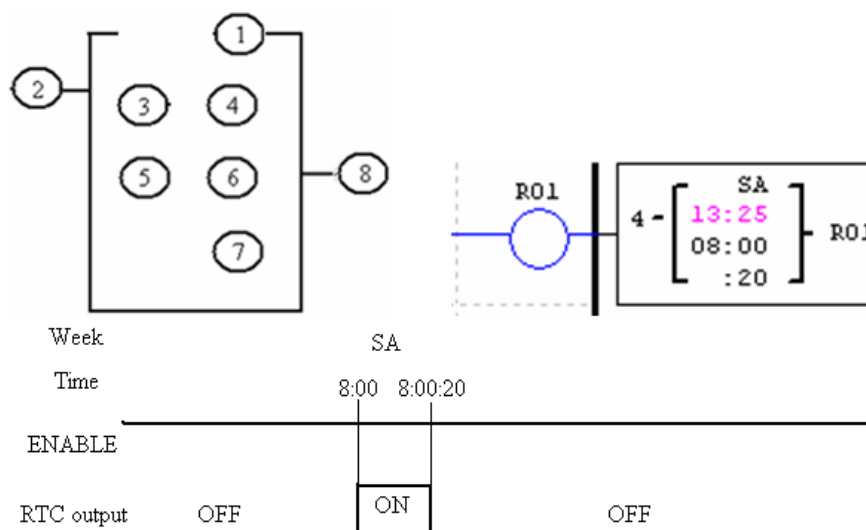 1
2
3 4
5 6
7
8
R01
4 -
SA
13:25
08:00
:20
R01
Week SA
Time 8:00 8:00:20
ENABLE
RTC output OFF ON OFF